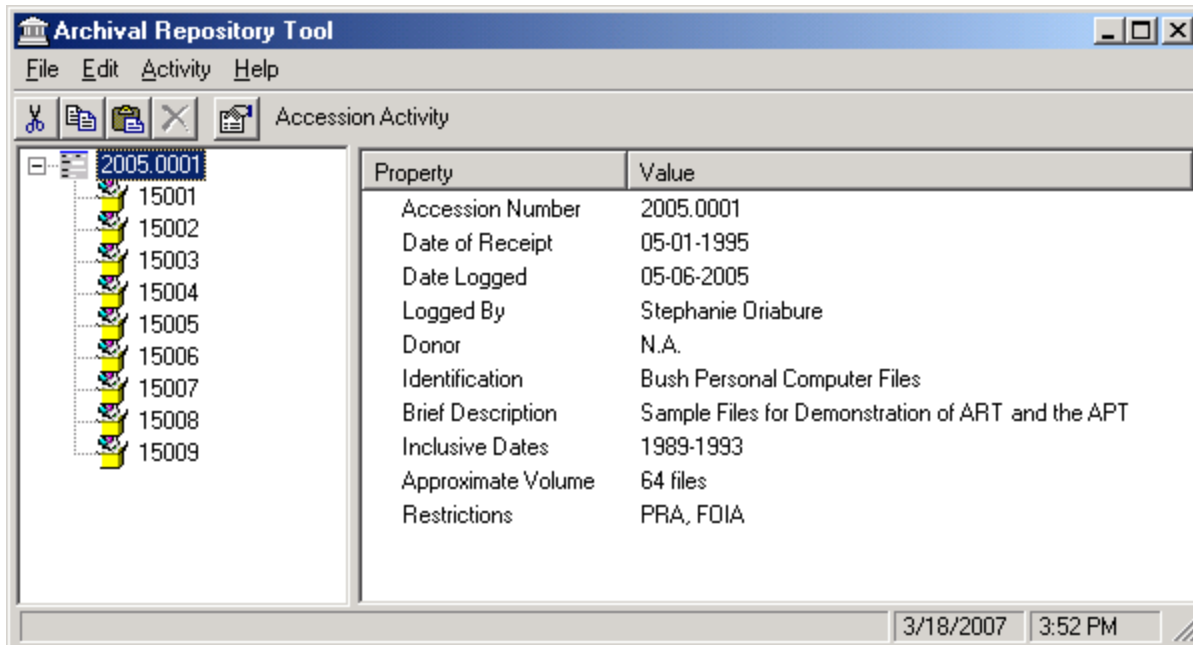 Archival Repository Tool
File Edit Activity Help
Accession Activity
2005.0001
15001
15002
15003
15004
15005
15006
15007
15008
15009
Property Value
Accession Number 2005.0001
Date of Receipt 05-01-1995
Date Logged 05-06-2005
Logged By Stephanie Oriabure
Donor N.A.
Identification Bush Personal Computer Files
Brief Description Sample Files for Demonstration of ART and the APT
Inclusive Dates 1989-1993
Approximate Volume 64 files
Restrictions PRA, FOIA
3/18/2007 3:52 PM